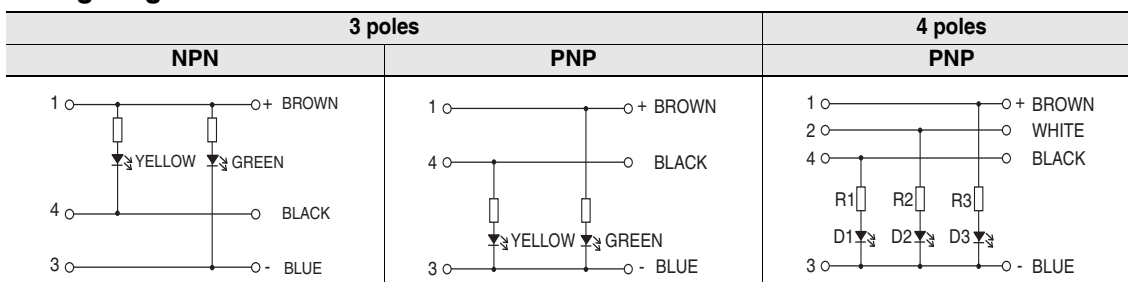 3 poles 4 poles
NPN PNP PNP
1 + BROWN
YELLOW GREEN
4 BLACK
3 - BLUE
1 + BROWN
4 BLACK
YELLOW GREEN
3 - BLUE
1 + BROWN
2 WHITE
4 BLACK
R1 R2 R3
D1 D2 D3
3 - BLUE